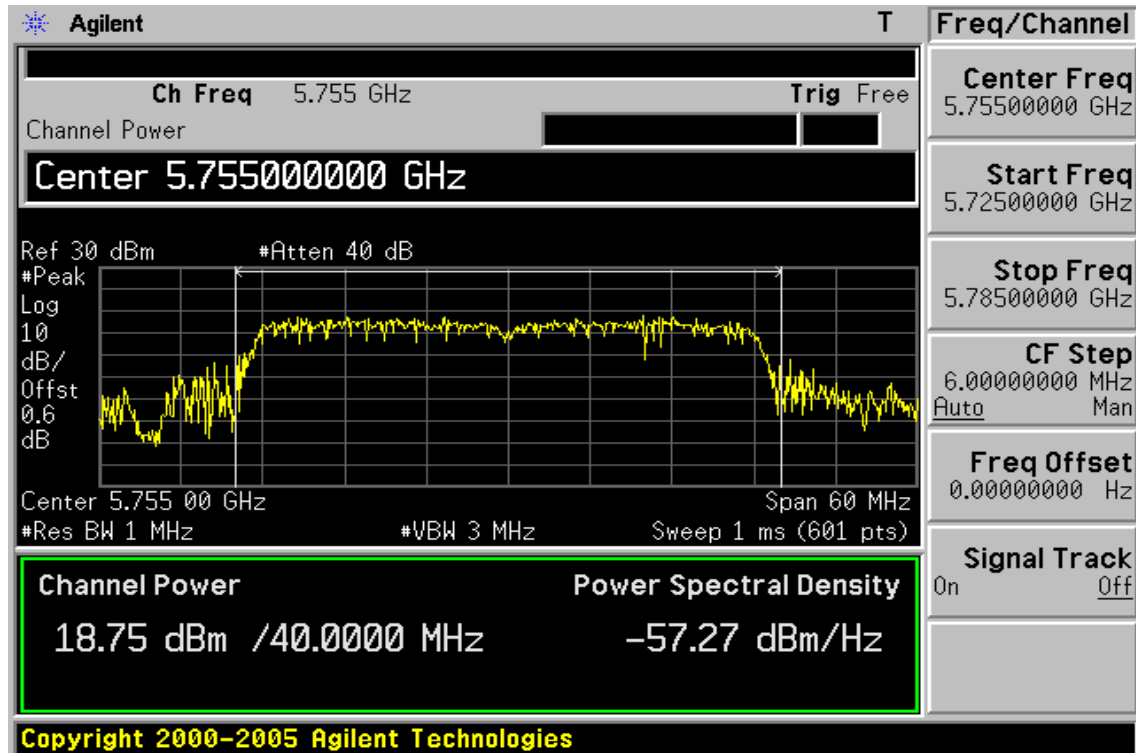 Agilent T
Freq/Channel
Ch Freq 5.755 GHz Trig Free
Channel Power
Center 5.755000000 GHz
Ref 30 dBm #Atten 40 dB
#Peak
Log
10
dB/
Offst
0.6
dB
Center 5.755 00 GHz Span 60 MHz
#Res BW 1 MHz #VBW 3 MHz Sweep 1 ms (601 pts)
Channel Power Power Spectral Density
18.75 dBm /40.0000 MHz -57.27 dBm/Hz
Copyright 2000-2005 Agilent Technologies
Center Freq
5.75500000 GHz
Start Freq
5.72500000 GHz
Stop Freq
5.78500000 GHz
CF Step
6.00000000 MHz
Auto Man
Freq Offset
0.00000000 Hz
Signal Track
On Off